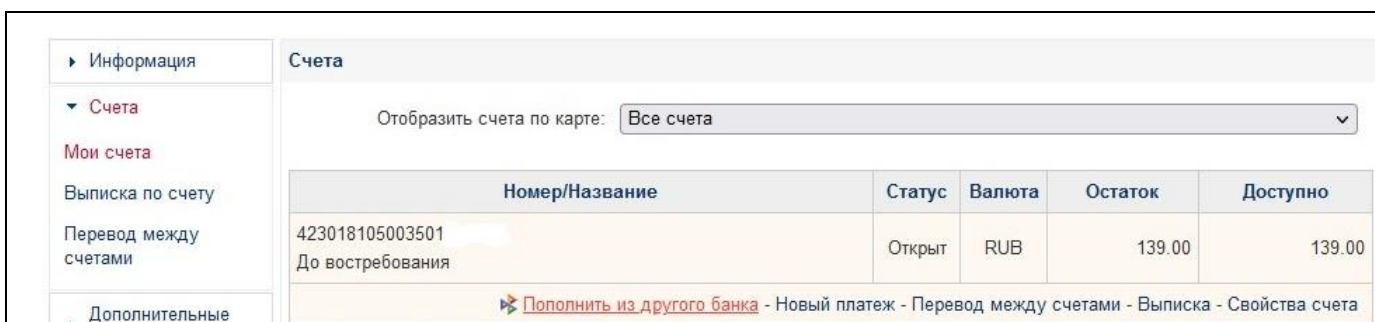 Информация
Счета
Мои счета
Выписка по счету
Перевод между
счетами
Дополнительные
Счета
Отобразить счета по карте: Все счета
Номер/Название Статус Валюта Остаток Доступно
423018105003501
До востребования
Открыт RUB 139.00 139.00
Пополнить из другого банка - Новый платеж - Перевод между счетами - Выписка - Свойства счета